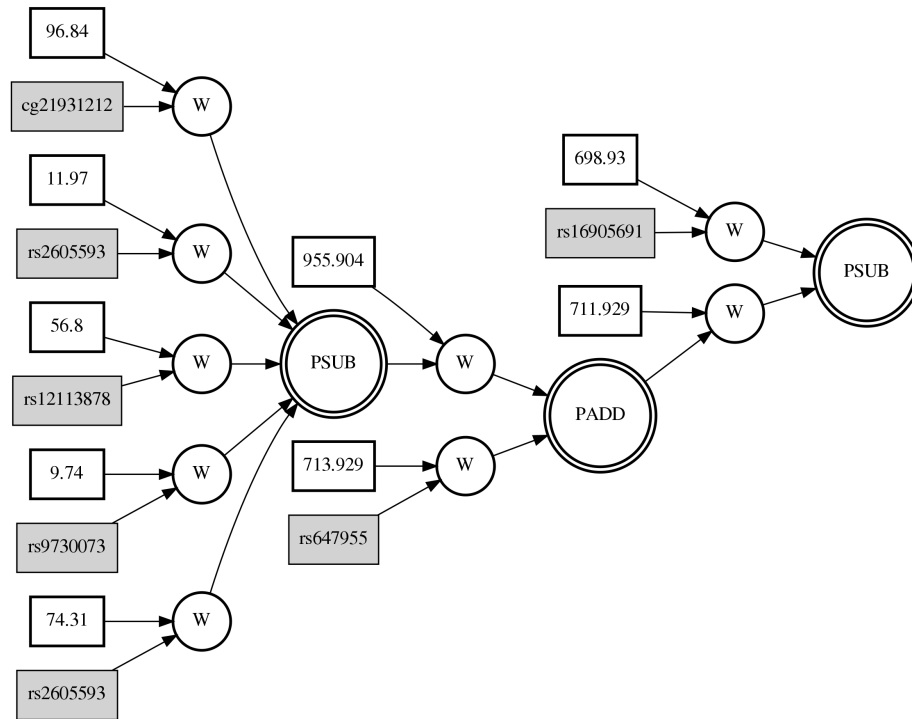 96.84
cg21931212
W
11.97
rs2605593
W
56.8
rs12113878
W
9.74
rs9730073
W
74.31
rs2605593
W
PSUB
955.904
W
713.929
rs647955
W
PADD
698.93
rs16905691
W
711.929
W
PSUB